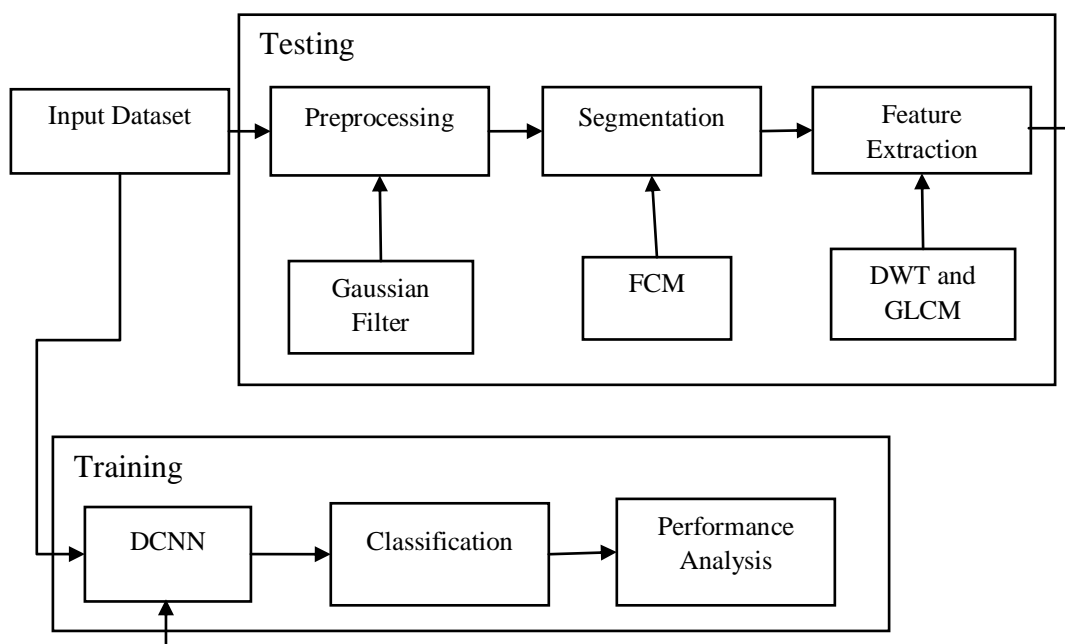 Testing
Input Dataset
Preprocessing
Segmentation
Feature
Extraction
Gaussian
Filter
FCM
DWT and
GLCM
Training
DCNN
Classification
Performance
Analysis